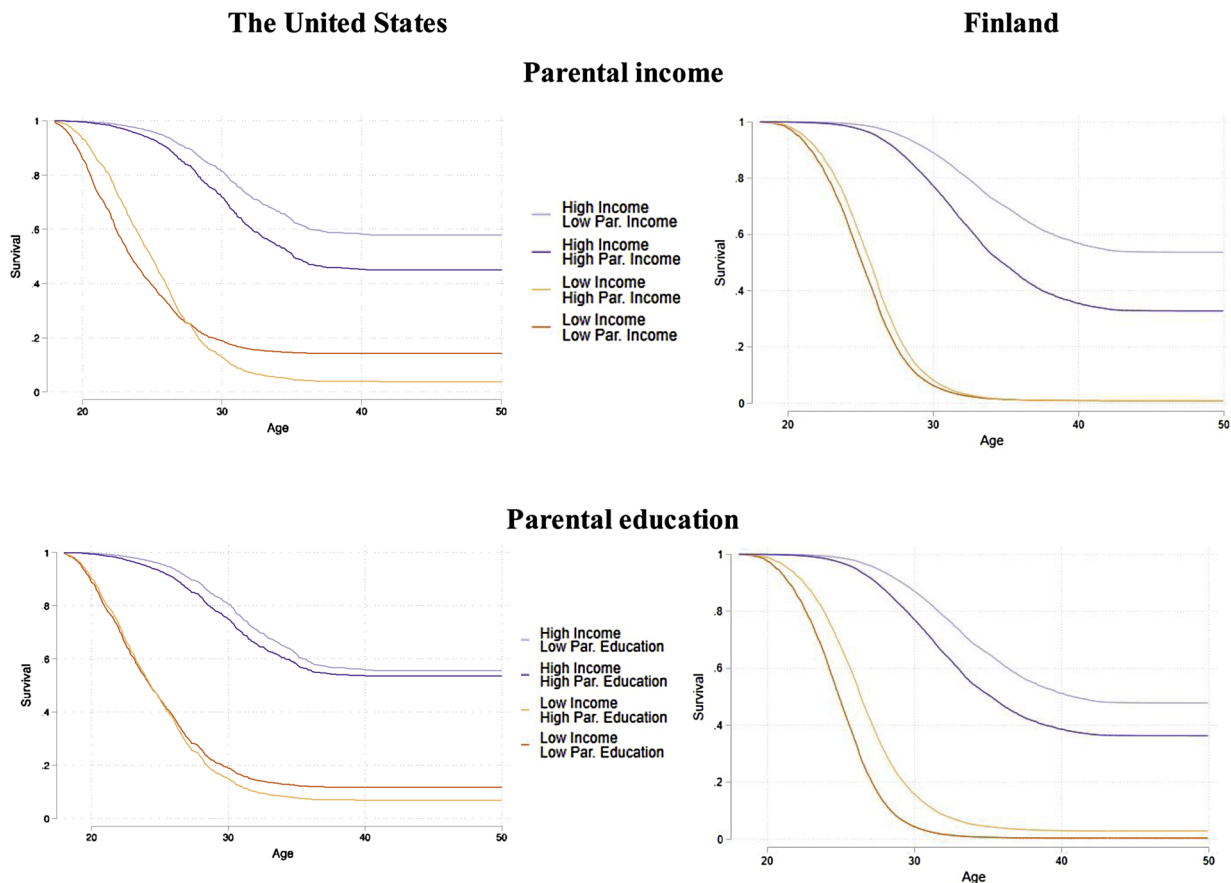 The United States
Finland
Parental income
1
.8
.6
.4
.2
0
Survival
20
30
40
50
Age
High Income
Low Par. Income
High Income
High Par. Income
Low Income
High Par. Income
Low Income
Low Par. Income
1
.8
.6
.4
.2
0
Survival
20
30
40
50
Age
Parental education
1
.8
.6
.4
.2
0
Survival
20
30
40
50
Age
High Income
Low Par. Education
High Income
High Par. Education
Low Income
High Par. Education
Low Income
Low Par. Education
1
.8
.6
.4
.2
0
Survival
20
30
40
50
Age